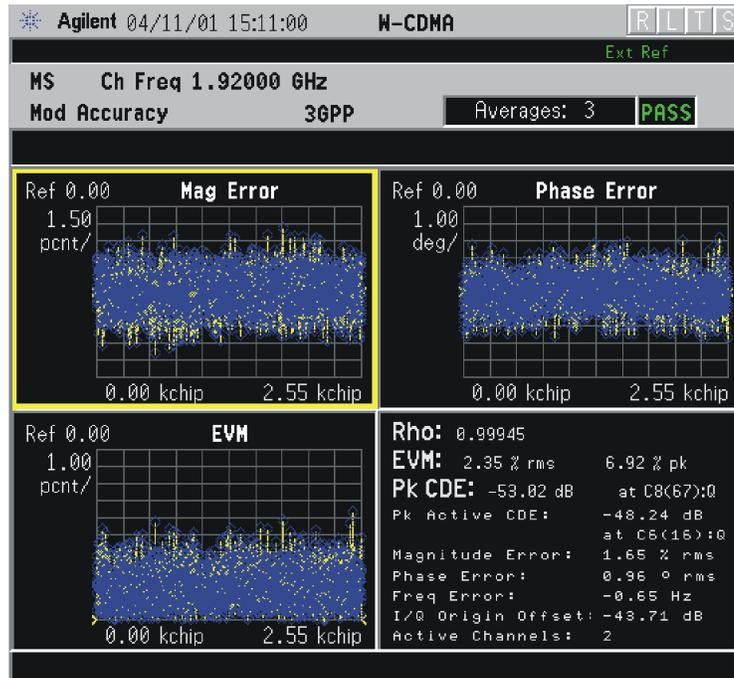 Agilent 04/11/01 15:11:00 W-CDMA R L T S
Ext Ref
MS Ch Freq 1.92000 GHz
Mod Accuracy 3GPP Averages: 3 PASS
Ref 0.00 Mag Error
1.50
pcnt/
0.00 kchip 2.55 kchip
Ref 0.00 Phase Error
1.00
deg/
0.00 kchip 2.55 kchip
Ref 0.00 EVM
1.00
pcnt/
0.00 kchip 2.55 kchip
Rho: 0.99945
EVM: 2.35 % rms 6.92 % pk
Pk CDE: -53.02 dB at C8(67):Q
Pk Active CDE: -48.24 dB
at C6(16):Q
Magnitude Error: 1.65 % rms
Phase Error: 0.96 º rms
Freq Error: -0.65 Hz
I/Q Origin Offset: -43.71 dB
Active Channels: 2